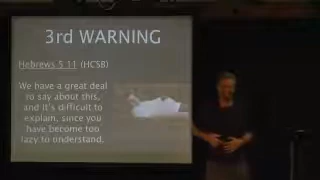 3rd WARNING
Hebrews 5:11 (HCSB)
We have a great deal
to say about this,
and it's difficult to
explain, since you
have become too
lazy to understand.